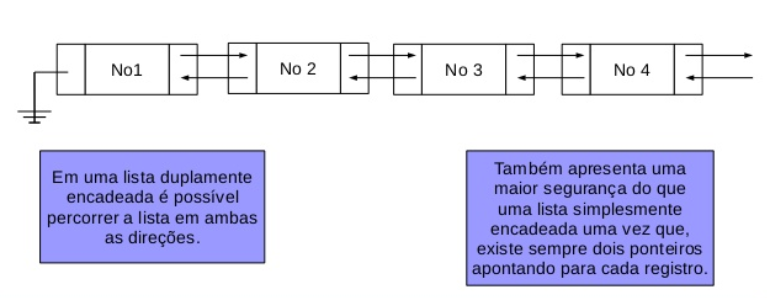 No1
No 2
No 3
No 4
Em uma lista duplamente
encadeada é possível
percorrer a lista em ambas
as direções.
Também apresenta uma
maior segurança do que
uma lista simplesmente
encadeada uma vez que,
existe sempre dois ponteiros
apontando para cada registro.